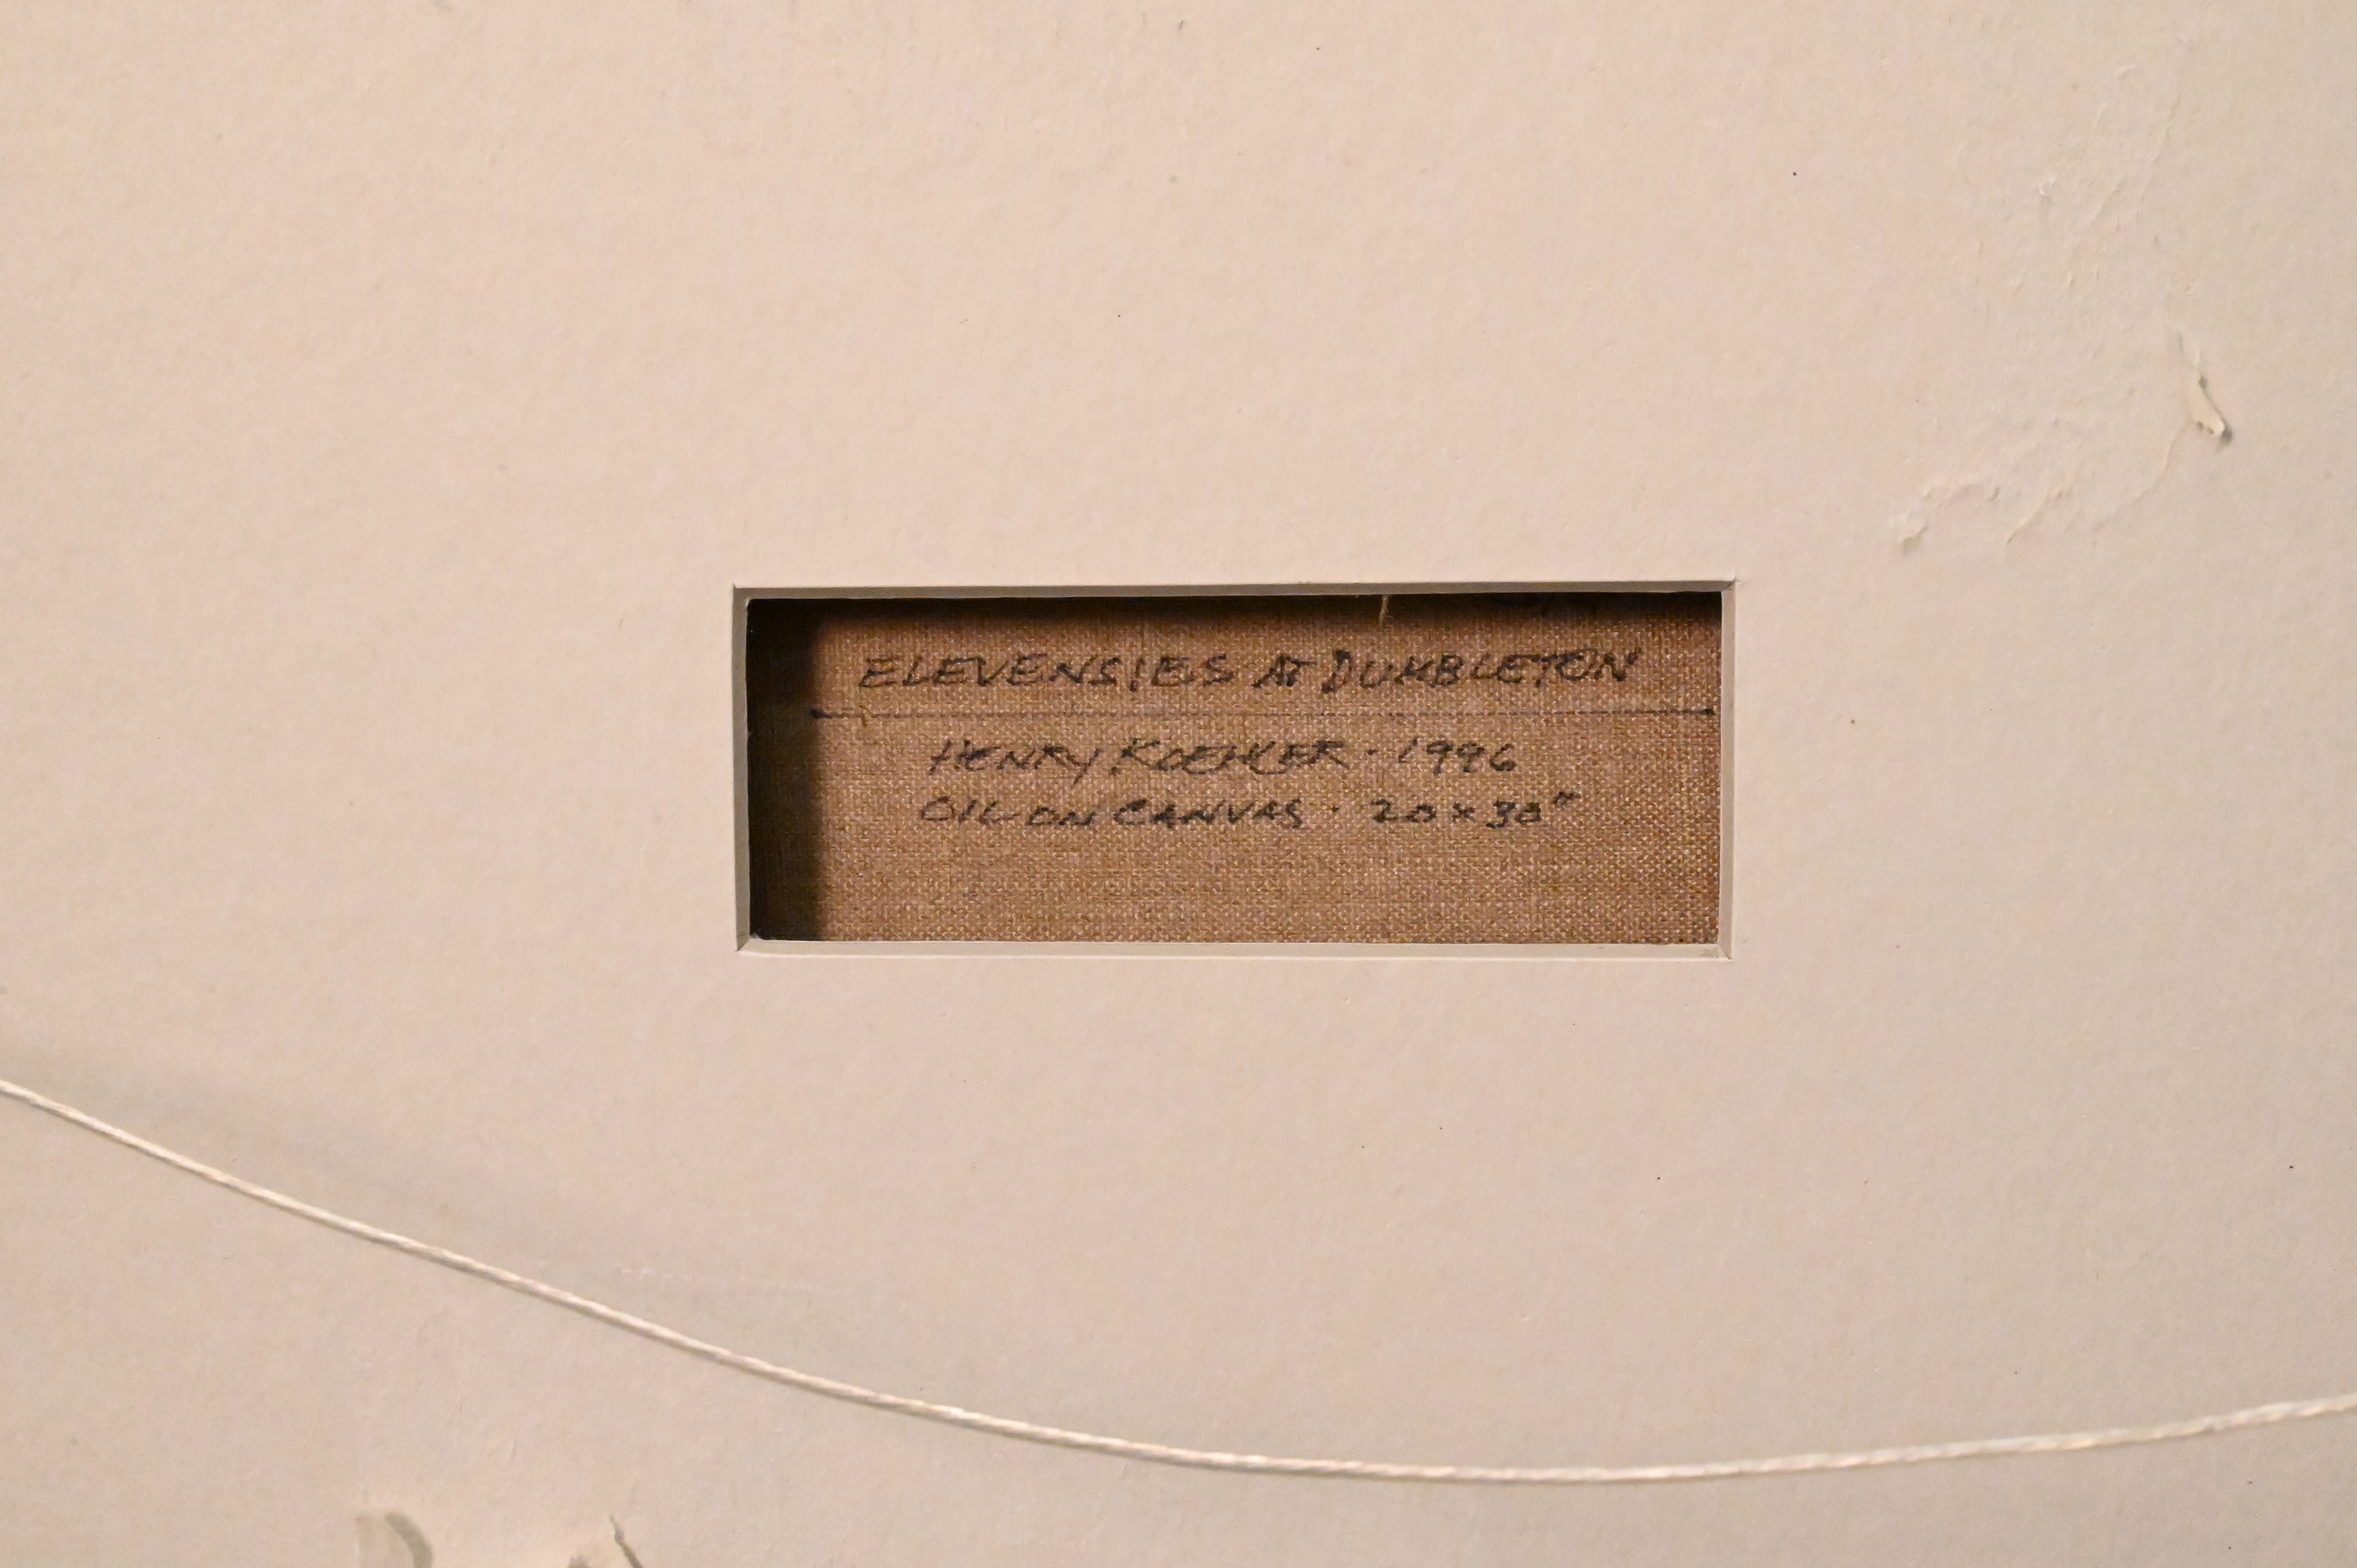 ELEVENSIES AT DUMBLETON
HENRY KOEHLER · 1996
OIL ON CANVAS · 20 x 30"